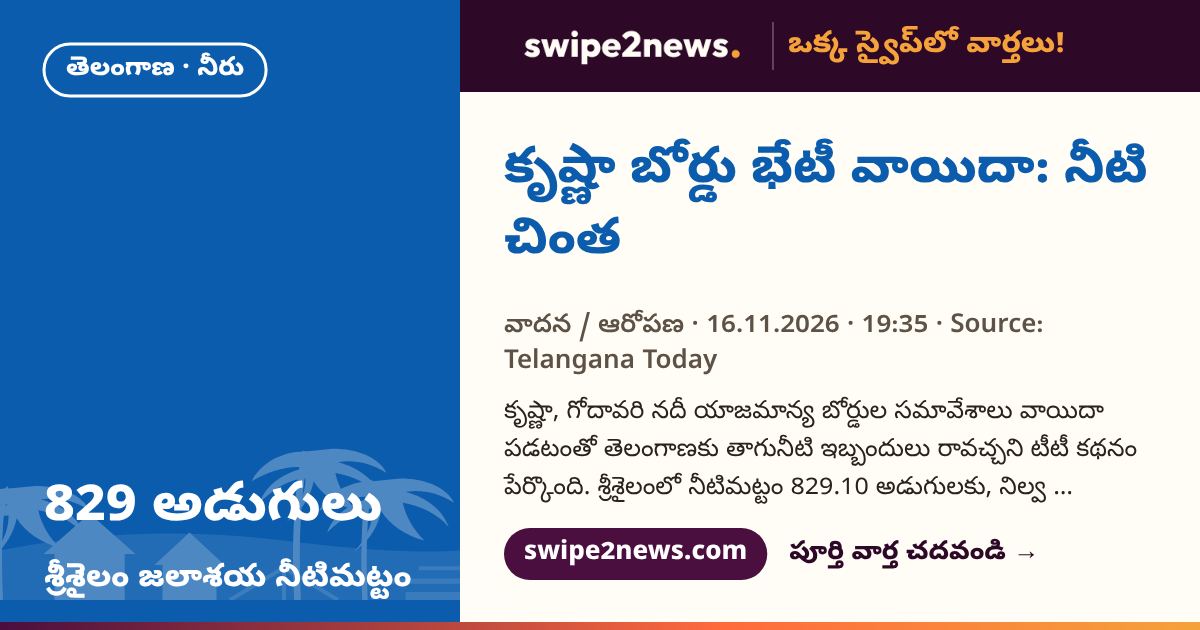 తెలంగాణ · నీరు
829 అడుగులు
శ్రీశైలం జలాశయ నీటిమట్టం
swipe2news.
ఒక్క స్వైప్‌లో వార్తలు!
కృష్ణా బోర్డు భేటీ వాయిదా: నీటి
చింత
వాదన / ఆరోపణ · 16.11.2026 · 19:35 · Source:
Telangana Today
కృష్ణా, గోదావరి నదీ యాజమాన్య బోర్డుల సమావేశాలు వాయిదా
పడటంతో తెలంగాణకు తాగునీటి ఇబ్బందులు రావచ్చని టీటీ కథనం
పేర్కొంది. శ్రీశైలంలో నీటిమట్టం 829.10 అడుగులకు, నిల్వ ...
swipe2news.com
పూర్తి వార్త చదవండి →